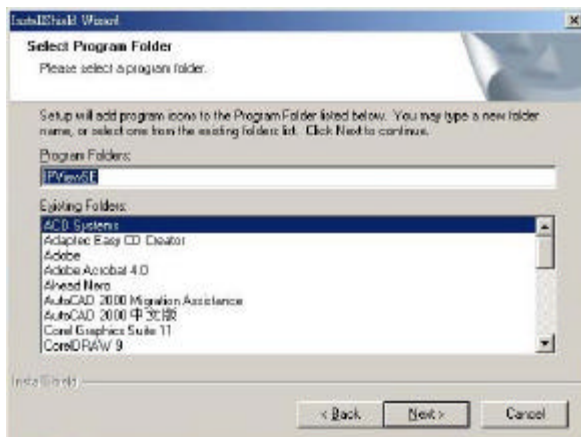 InstallShield Wizard
Select Program Folder
Please select a program folder.
Setup will add program icons to the Program Folder listed below. You may type a new folder
name, or select one from the existing folders list. Click Next to continue.
Program Folders:
IPViewSE
Existing Folders:
ACD Systems
Adaptec Easy CD Creator
Adobe
Adobe Acrobat 4.0
Ahead Nero
AutoCAD 2000 Migration Assistance
AutoCAD 2000 中文版
Corel Graphics Suite 11
CorelDRAW 9
InstallShield
< Back
Next >
Cancel